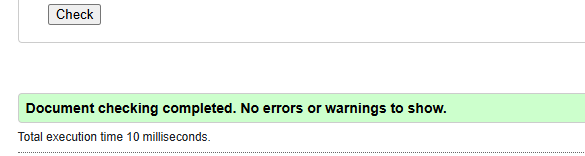 Check
Document checking completed. No errors or warnings to show.
Total execution time 10 milliseconds.